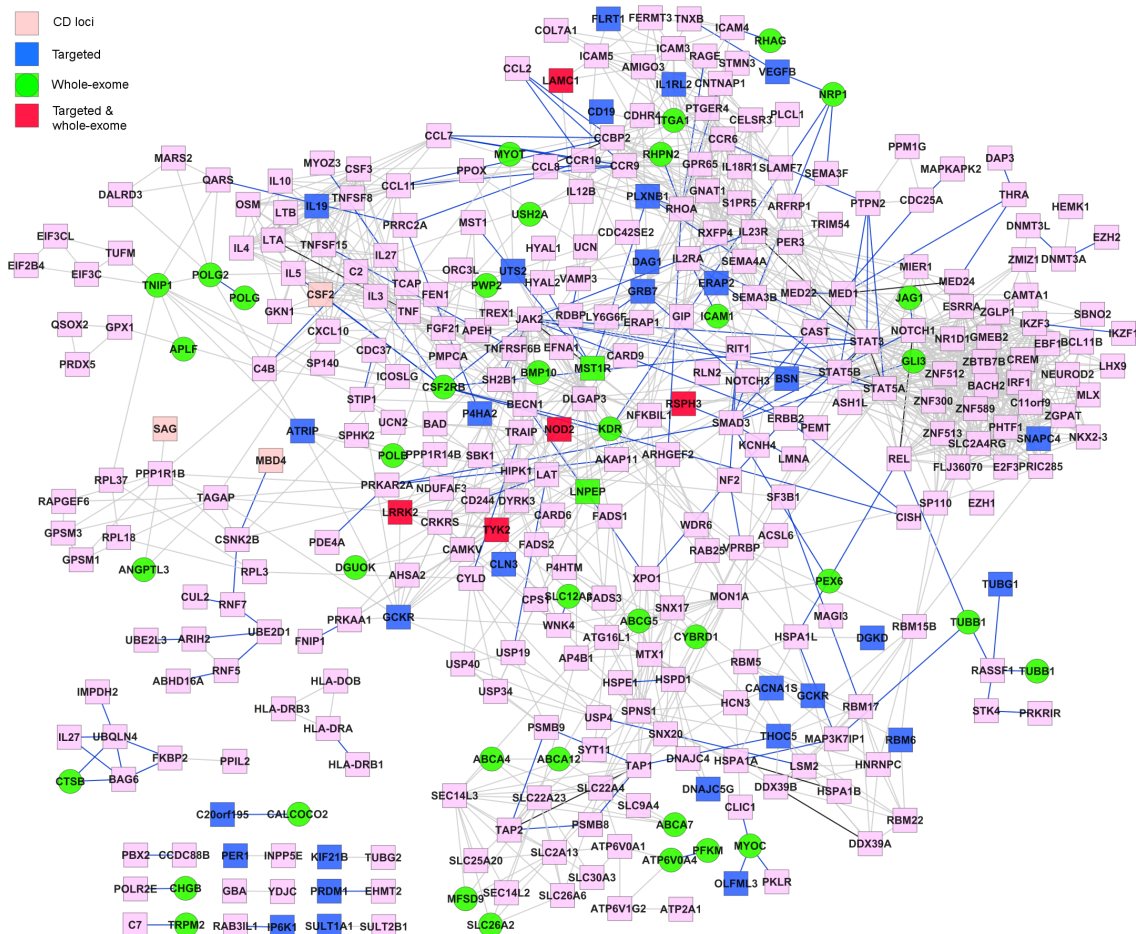 CD loci
Targeted
Whole-exome
Targeted &
whole-exome
FLRT1
FERMT3
TNXB
ICAM4
RHAG
COL7A1
ICAM5
ICAM3
RAGE
STMN3
VEGFB
CCL2
LAMC1
AMIGO3
IL1RL2
CNTNAP1
NRP1
CD19
CDHR4
ITGA1
PTGER4
CELSR3
PLCL1
CCL7
CCBP2
CCR6
MARS2
MYOZ3
CSF3
MYOT
CCL8
CCR10
CCR9
RHPN2
GPR65
IL18R1
SLAMF7
SEMA3F
PPM1G
MAPKAPK2
DAP3
DALRD3
QARS
IL10
TNFSF8
CCL11
PPOX
IL12B
PLXNB1
GNAT1
S1PR5
ARFRP1
PTPN2
CDC25A
THRA
OSM
LTB
IL19
PRRC2A
MST1
USH2A
RHOA
RXFP4
TRIM54
DNMT3L
HEMK1
EIF3CL
TUFM
IL4
LTA
TNFSF15
IL27
HYAL1
UCN
CDC42SE2
IL23R
PER3
EZH2
EIF2B4
EIF3C
POLG2
IL5
C2
TCAP
ORC3L
UTS2
HYAL2
VAMP3
DAG1
IL2RA
SEMA4A
MIER1
ZMIZ1
DNMT3A
TNIP1
POLG
CSF2
IL3
FEN1
PWP2
GRB7
ERAP2
SEMA3B
MED22
MED1
MED24
JAG1
CAMTA1
GKN1
TNF
TREX1
JAK2
RDBP
LY6G6F
ERAP1
GIP
ICAM1
ESRRA
ZGLP1
SBNO2
QSOX2
GPX1
CXCL10
FGF21
APEH
EFNA1
CAST
STAT3
NOTCH1
NR1D1
GMEB2
IKZF3
IKZF1
APLF
CDC37
PMPCA
TNFRSF6B
CARD9
RIT1
EBF1
BCL11B
PRDX5
SP140
ICOSLG
SH2B1
BMP10
MST1R
RLN2
NOTCH3
BSN
STAT5B
GLI3
ZBTB7B
CREM
ZNF512
LHX9
C4B
CSF2RB
STAT5A
BACH2
IRF1
NEUROD2
STIP1
BECN1
DLGAP3
RSPH3
ASH1L
ZNF300
C11orf9
MLX
UCN2
BAD
P4HA2
NFKBIL1
SMAD3
ERBB2
PEMT
ZNF589
ZGPAT
SAG
ATRIP
SPHK2
TRAIP
NOD2
KDR
KCNH4
ZNF513
PHTF1
SNAPC4
NKX2-3
PPP1R14B
SBK1
ARHGEF2
LMNA
SLC2A4RG
MBD4
HIPK1
LAT
AKAP11
REL
FLJ36070
E2F3
PRIC285
RPL37
PPP1R1B
PRKAR2A
NDUFAF3
NF2
SF3B1
SP110
EZH1
RAPGEF6
TAGAP
LRRK2
CD244
DYRK3
LNPEP
GPSM3
CRKRS
TYK2
CARD6
FADS1
WDR6
CISH
RPL18
CSNK2B
PDE4A
CAMKV
FADS2
RAB25
VPRBP
ACSL6
GPSM1
ANGPTL3
RPL3
DGUOK
AHSA2
CYLD
CLN3
P4HTM
XPO1
PEX6
TUBG1
CUL2
RNF7
PRKAA1
GCKR
CPS1
FADS3
SNX17
MON1A
MAGI3
UBE2L3
ARIH2
UBE2D1
FNIP1
WNK4
ABCG5
CYBRD1
HSPA1L
DGKD
RBM15B
TUBB1
ATG16L1
USP19
AP4B1
MTX1
RBM5
ABHD16A
RNF5
USP40
HSPE1
HSPD1
CACNA1S
GCKR
RASSF1
TUBB1
IMPDH2
HLA-DOB
USP34
HCN3
RBM17
SPNS1
STK4
PRKRIR
HLA-DRB3
PSMB9
USP4
SNX20
IL27
UBQLN4
HLA-DRA
THOC5
MAP3K7IP1
RBM6
FKBP2
ABCA4
ABCA12
SYT11
TAP1
DNAJC4
HSPA1A
LSM2
HNRNPC
CTSB
BAG6
PPIL2
HLA-DRB1
SEC14L3
SLC22A23
SLC22A4
DNAJC5G
DDX39B
HSPA1B
SLC9A4
CLIC1
C20orf195
CALCOCO2
TAP2
PSMB8
ABCA7
RBM22
PBX2
CCDC88B
PER1
INPP5E
KIF21B
TUBG2
SLC25A20
SLC2A13
ATP6V0A1
PFKM
MYOC
DDX39A
ATP6V0A4
POLR2E
CHGB
GBA
YDJC
PRDM1
EHMT2
SEC14L2
SLC30A3
OLFML3
PKLR
MFSD9
SLC26A6
C7
TRPM2
RAB3IL1
IP6K1
SULT1A1
SULT2B1
SLC26A2
ATP6V1G2
ATP2A1